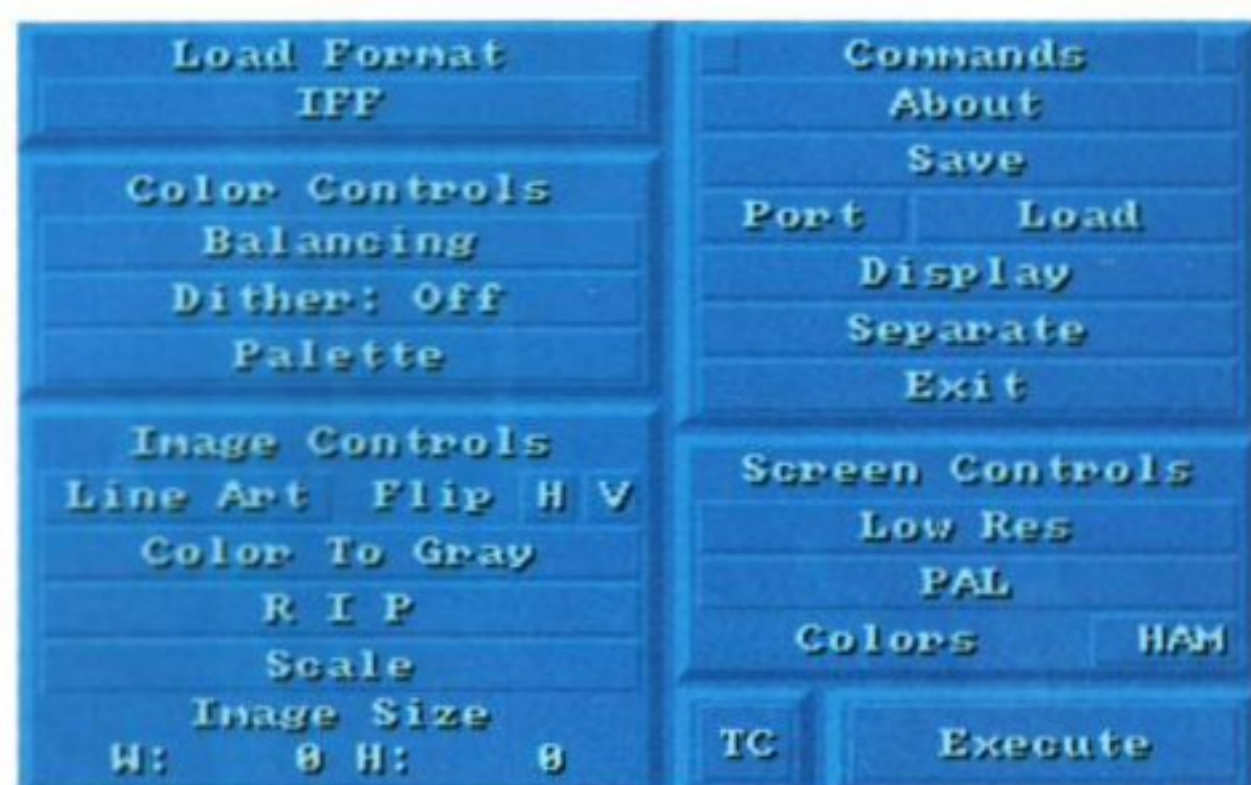 Load Format
IFF
Color Controls
Balancing
Dither: Off
Palette
Image Controls
Line Art Flip H V
Color To Gray
R I P
Scale
Image Size
W: 0 H: 0
Commands
About
Save
Port Load
Display
Separate
Exit
Screen Controls
Low Res
PAL
Colors HAM
TC Execute